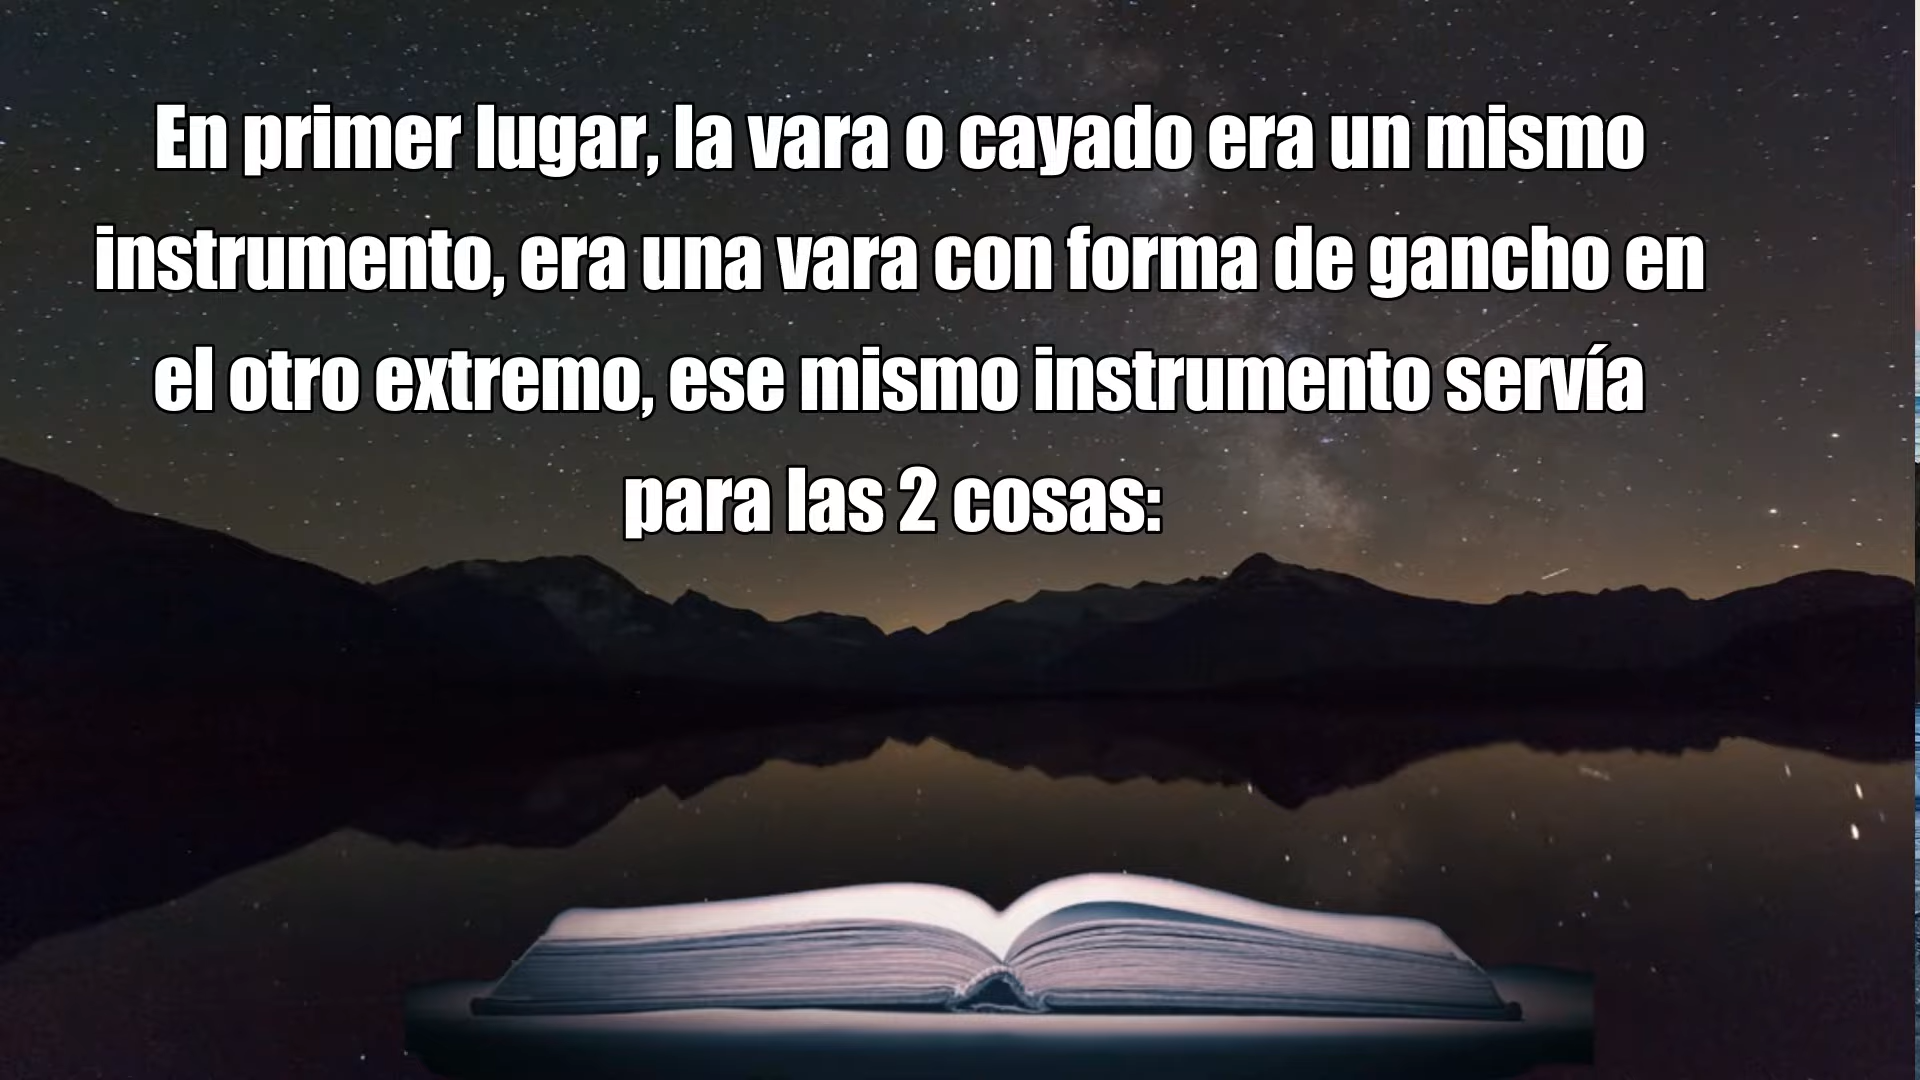 En primer lugar, la vara o cayado era un mismo
instrumento, era una vara con forma de gancho en
el otro extremo, ese mismo instrumento servía
para las 2 cosas: